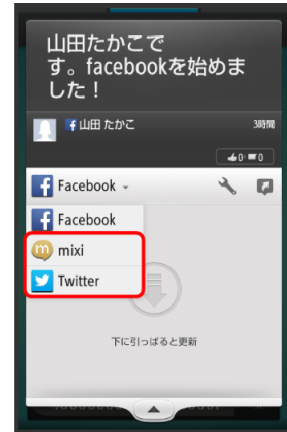 山田たかこで
す。facebookを始めま
した！
山田 たかこ
3時間
0 0
Facebook
Facebook
mixi
Twitter
下に引っぱると更新